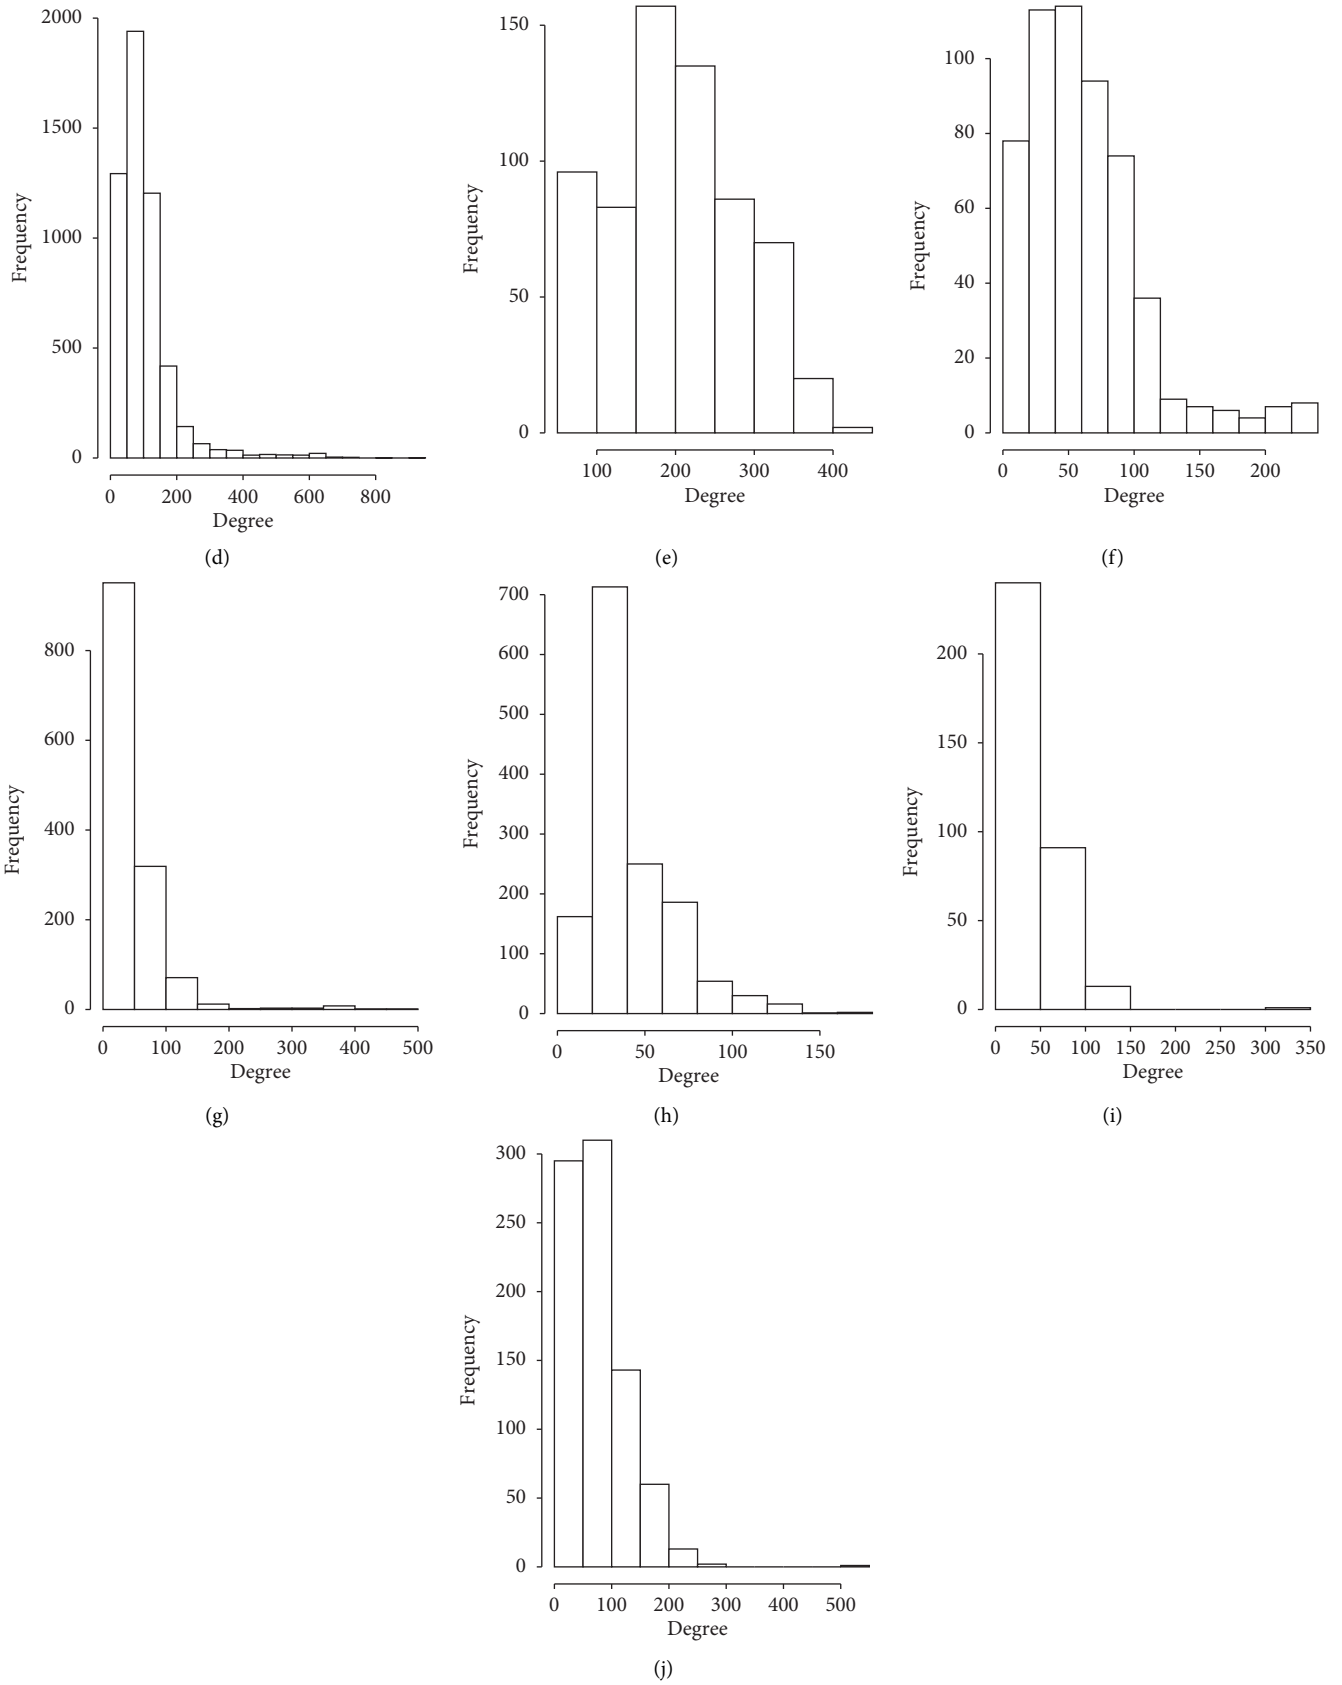 2000
1500
1000
500
0
Frequency
0 200 400 600 800
Degree
(d)
150
100
50
0
Frequency
100 200 300 400
Degree
(e)
100
80
60
40
20
0
Frequency
0 50 100 150 200
Degree
(f)
800
600
400
200
0
Frequency
0 100 200 300 400 500
Degree
(g)
700
600
500
400
300
200
100
0
Frequency
0 50 100 150
Degree
(h)
200
150
100
50
0
Frequency
0 50 100 150 200 250 300 350
Degree
(i)
300
250
200
150
100
50
0
Frequency
0 100 200 300 400 500
Degree
(j)